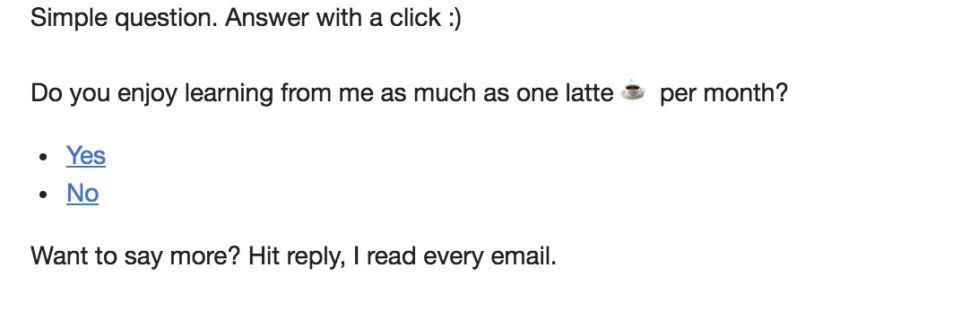 Simple question. Answer with a click :)
Do you enjoy learning from me as much as one latte ☕ per month?
• Yes
• No
Want to say more? Hit reply, I read every email.